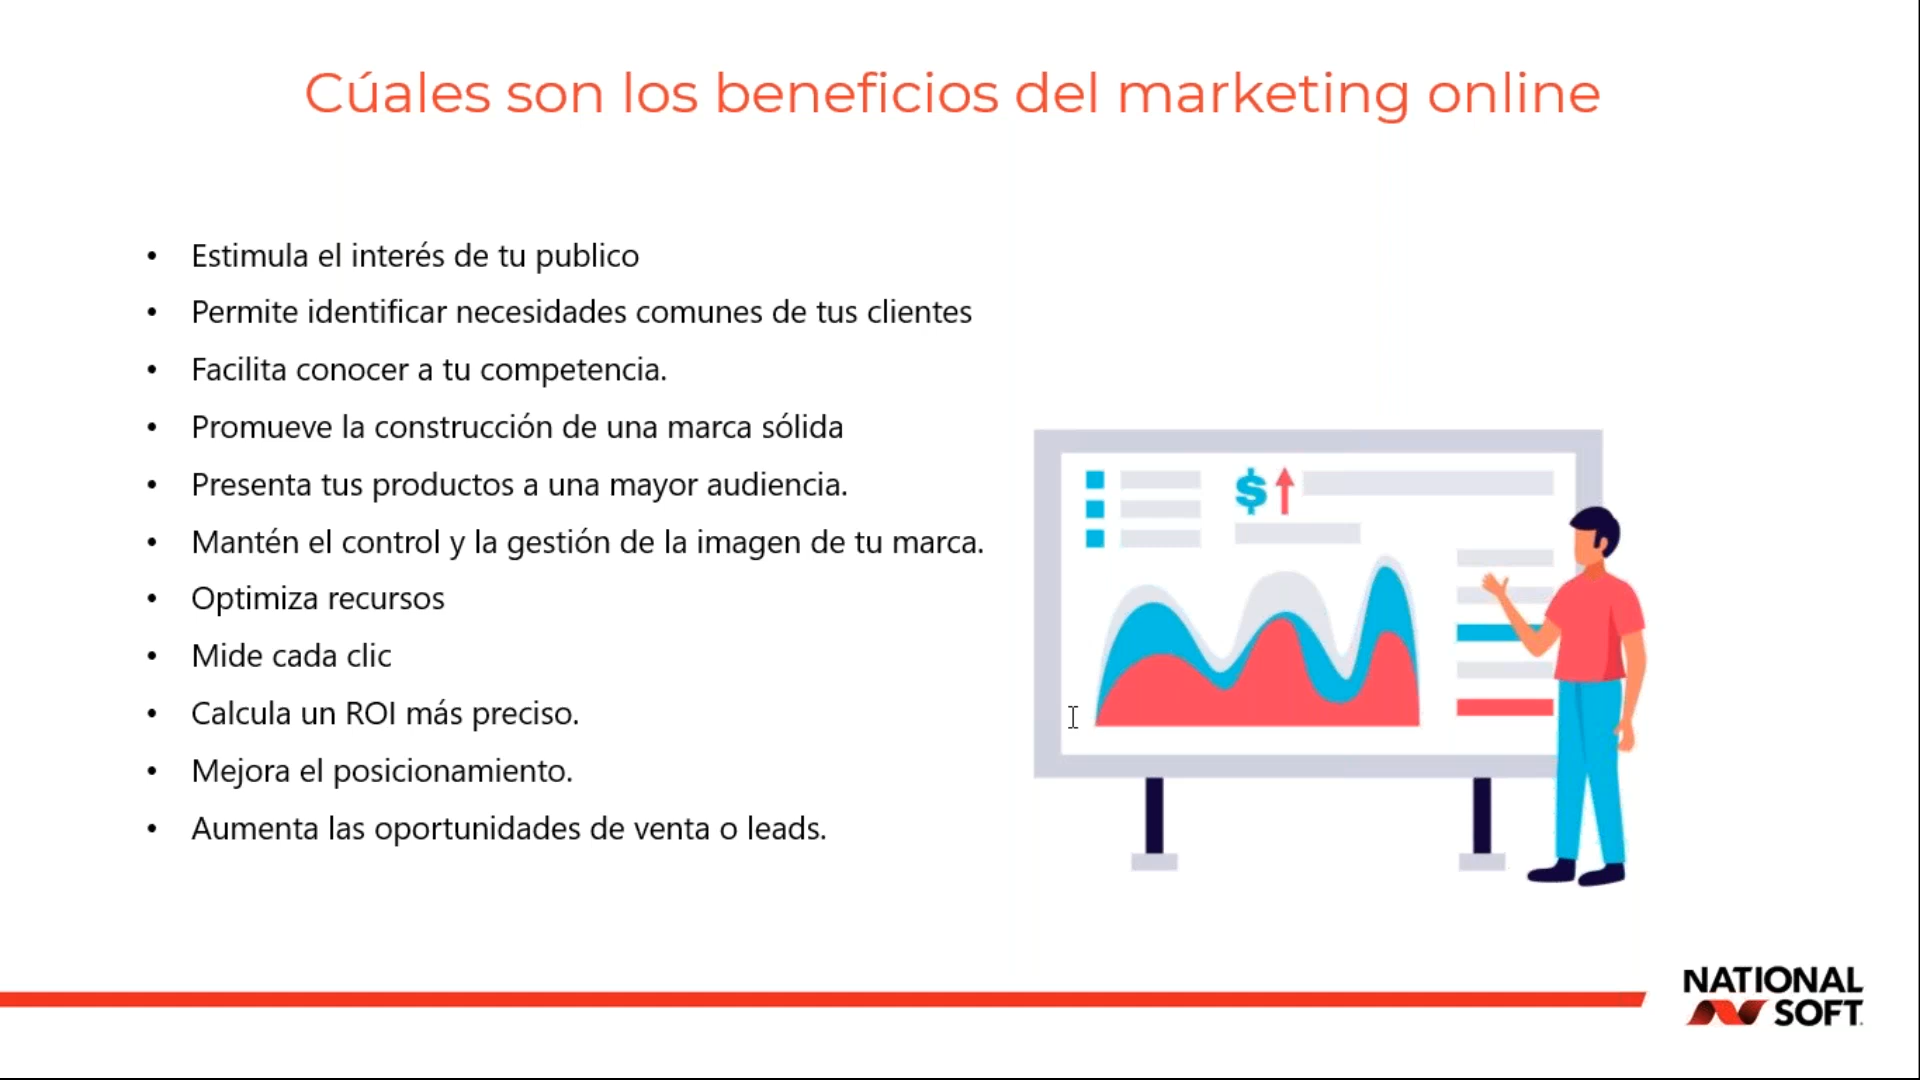 Cúales son los beneficios del marketing online
• Estimula el interés de tu publico
• Permite identificar necesidades comunes de tus clientes
• Facilita conocer a tu competencia.
• Promueve la construcción de una marca sólida
• Presenta tus productos a una mayor audiencia.
• Mantén el control y la gestión de la imagen de tu marca.
• Optimiza recursos
• Mide cada clic
• Calcula un ROI más preciso.
• Mejora el posicionamiento.
• Aumenta las oportunidades de venta o leads.
$
NATIONAL
SOFT